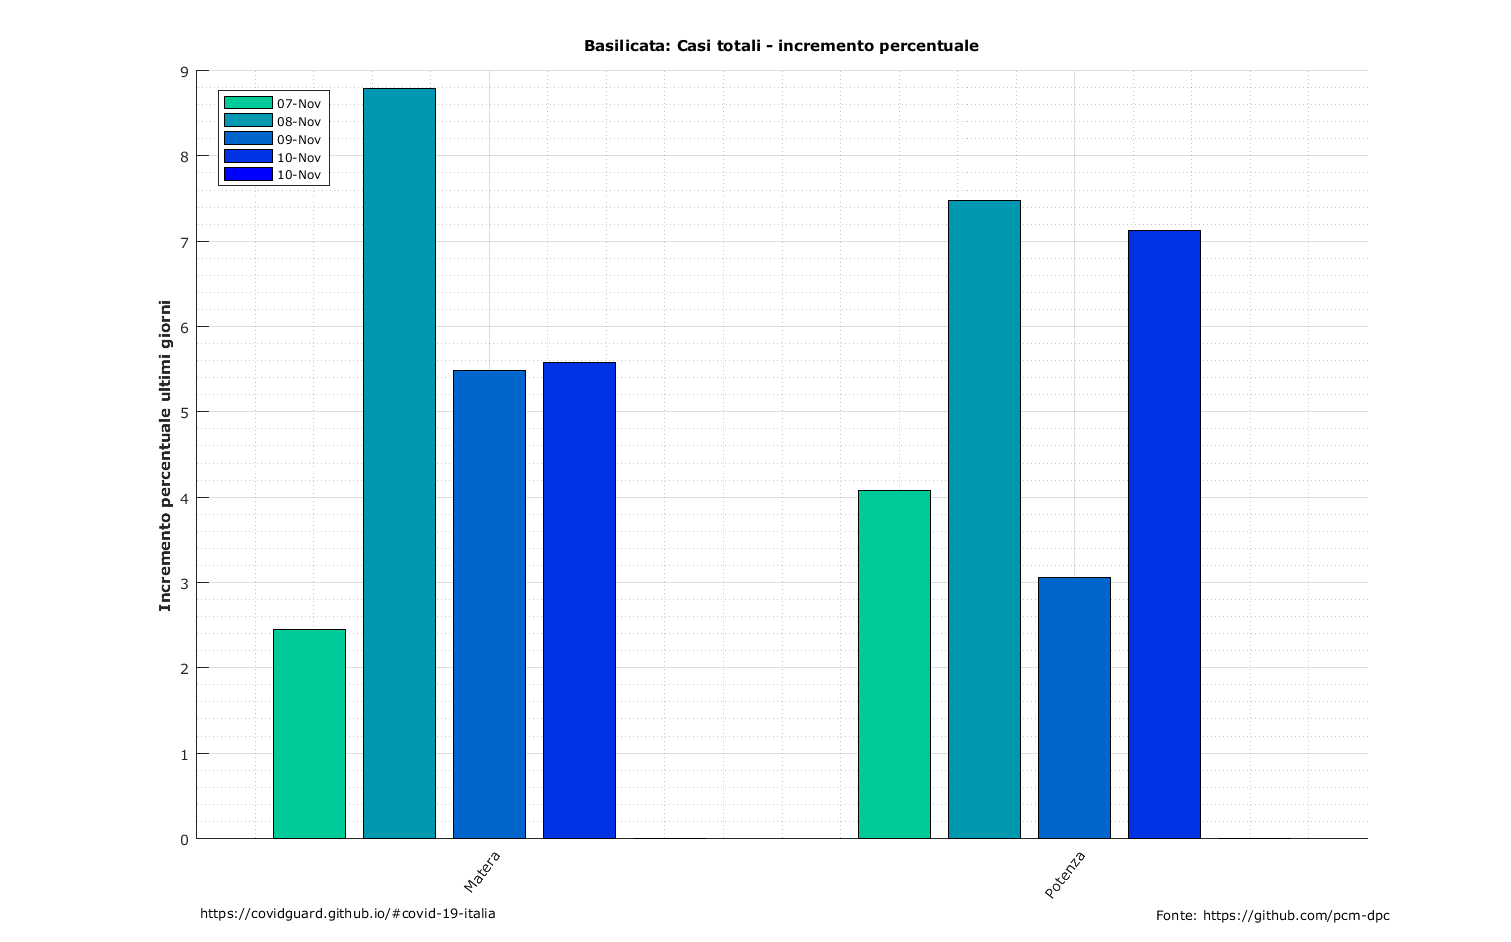 Basilicata: Casi totali - incremento percentuale
9
8
7
6
5
4
3
2
1
0
Incremento percentuale ultimi giorni
07-Nov
08-Nov
09-Nov
10-Nov
10-Nov
Matera
Potenza
https://covidguard.github.io/#covid-19-italia
Fonte: https://github.com/pcm-dpc